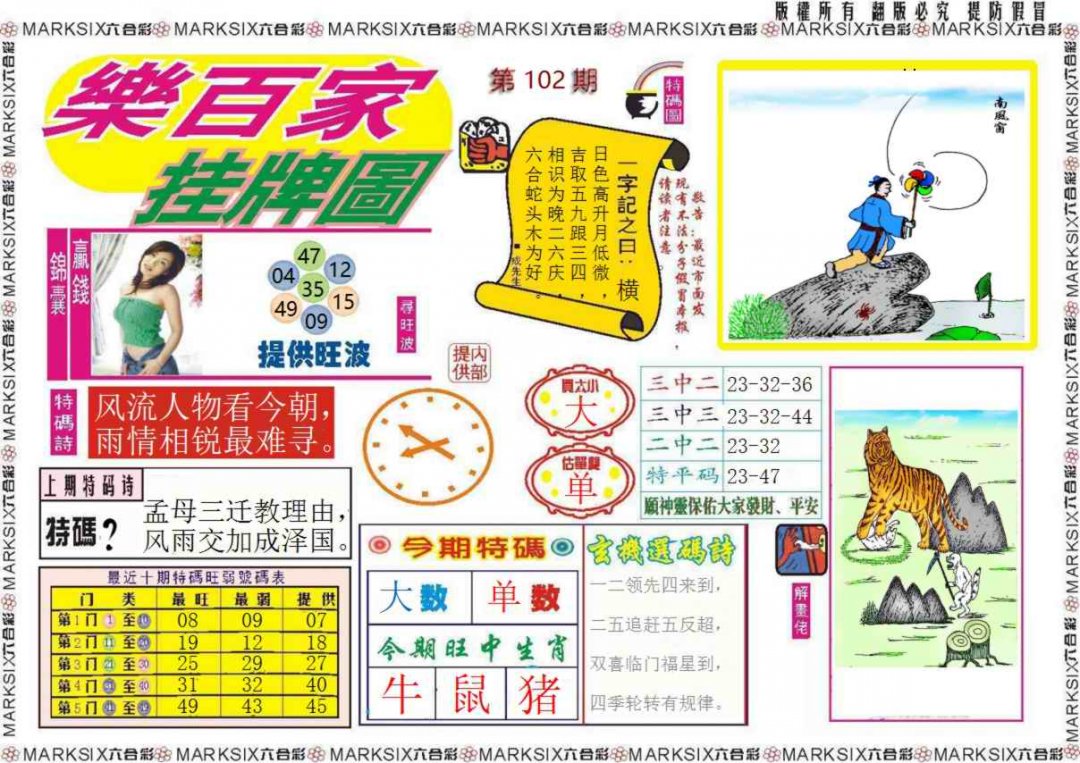 版權所有 翻版必究 提防假冒
MARKSIX六合彩 MARKSIX六合彩 MARKSIX六合彩 MARKSIX六合彩 MARKSIX六合彩 MARKSIX六合彩 MARKSIX六合彩
樂百家
挂牌圖
第 102 期
特碼圖
一字記之曰：横
日色高升月低微，
吉取五九跟三四，
相识为晚二六庆，
六合蛇头木为好。
■成先生
敬告：最近市面发
现有不法分子假冒本报，
请读者注意。
南風窗
贏錢
錦囊
47
04 12
35
49 15
09
提供旺波
尋旺波
内部
提供
特碼詩
风流人物看今朝，
雨情相锐最难寻。
上期特码诗
特碼?
孟母三迁教理由，
风雨交加成泽国。
買大小
大
估單雙
单
三中二 23-32-36
三中三 23-32-44
二中二 23-32
特平码 23-47
願神靈保佑大家發財、平安
最近十期特碼旺弱號碼表
门 类 最旺 最弱 提供
第1门 1 至 08 09 07
第2门 11 至 19 12 18
第3门 21 至 30 25 29 27
第4门 31 至 40 31 32 40
第5门 41 至 49 49 43 45
今期特碼
大数 单数
今期旺中生肖
牛 鼠 猪
玄機選碼詩
一二领先四来到，
二五追赶五反超，
双喜临门福星到，
四季轮转有规律。
解畫佬
MARKSIX六合彩 MARKSIX六合彩 MARKSIX六合彩 MARKSIX六合彩 MARKSIX六合彩 MARKSIX六合彩 MARKSIX六合彩